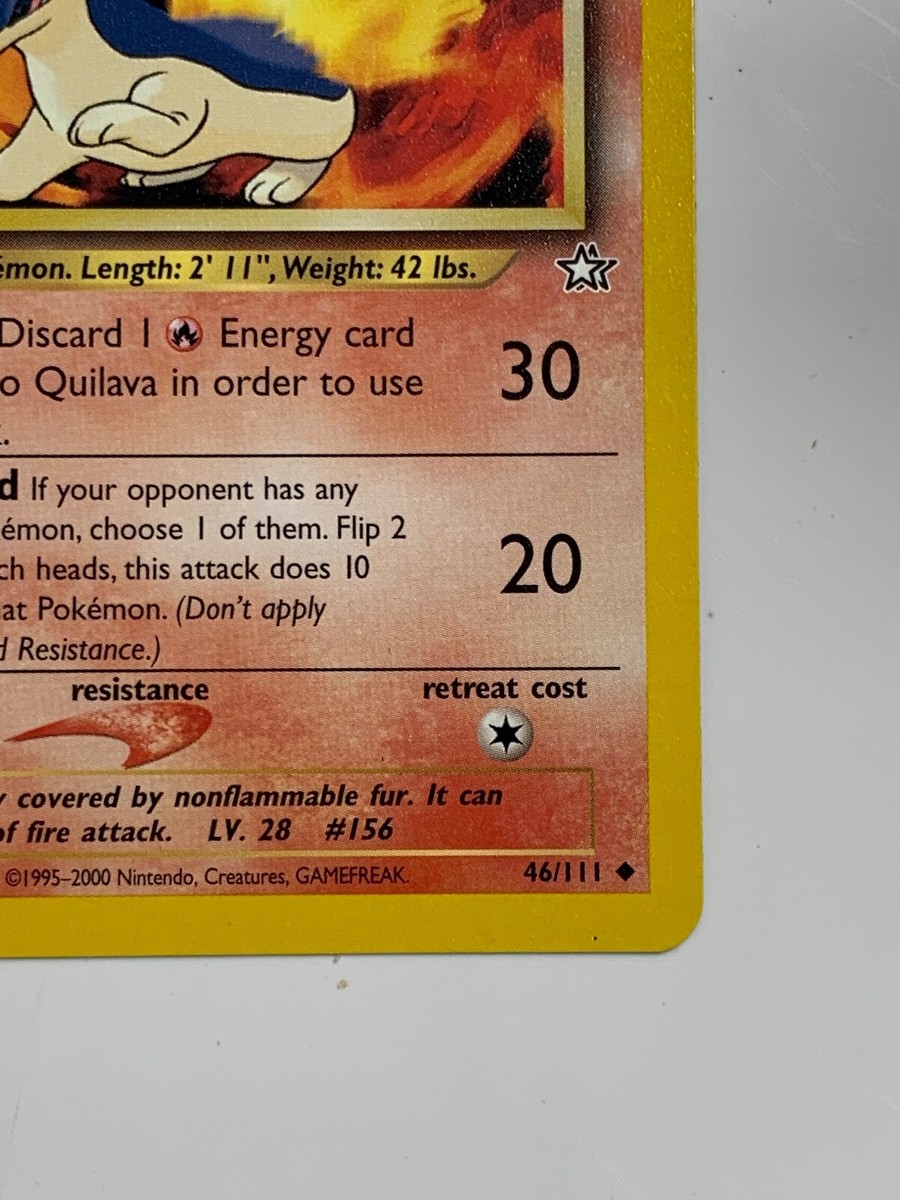 émon. Length: 2' 11", Weight: 42 lbs.
Discard 1 Energy card
o Quilava in order to use
30
.
d If your opponent has any
émon, choose 1 of them. Flip 2
ch heads, this attack does 10
at Pokémon. (Don't apply
d Resistance.)
20
resistance
retreat cost
y covered by nonflammable fur. It can
of fire attack. LV. 28 #156
©1995–2000 Nintendo, Creatures, GAMEFREAK.
46/111